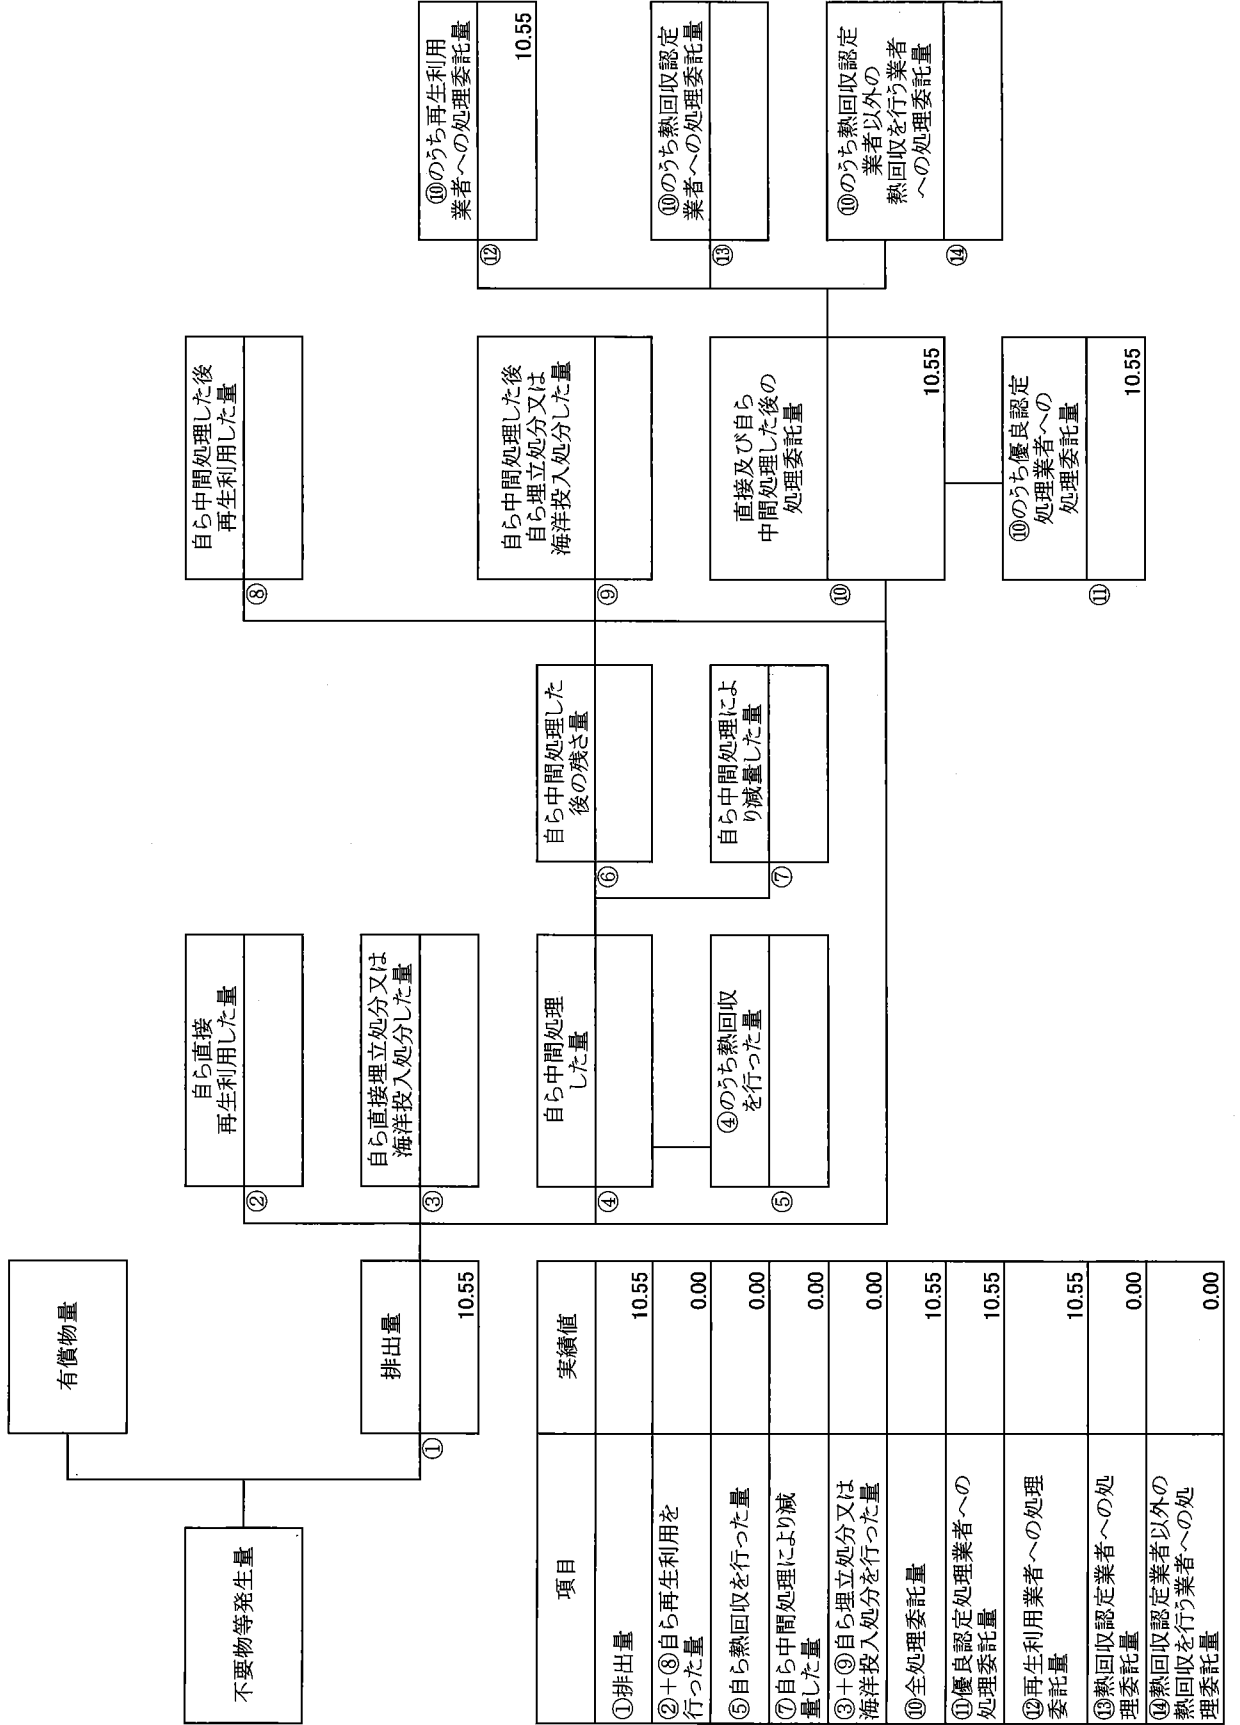 有償物量
不要物等発生量
排出量
①
10.55
自ら直接
再生利用した量
②
自ら直接埋立処分又は
海洋投入処分した量
③
自ら中間処理
した量
④
④のうち熱回収
を行った量
⑤
自ら中間処理した
後の残さ量
⑥
自ら中間処理によ
り減量した量
⑦
自ら中間処理した後
再生利用した量
⑧
自ら中間処理した後
自ら埋立処分又は
海洋投入処分した量
⑨
直接及び自ら
中間処理した後の
処理委託量
⑩
10.55
⑩のうち優良認定
処理業者への
処理委託量
⑪
10.55
⑩のうち再生利用
業者への処理委託量
⑫
10.55
⑩のうち熱回収認定
業者への処理委託量
⑬
⑩のうち熱回収認定
業者以外の
熱回収を行う業者
への処理委託量
⑭
項目 実績値
①排出量 10.55
②+⑧自ら再生利用を
行った量 0.00
⑤自ら熱回収を行った量 0.00
⑦自ら中間処理により減
量した量 0.00
③+⑨自ら埋立処分又は
海洋投入処分を行った量 0.00
⑩全処理委託量 10.55
⑪優良認定処理業者への
処理委託量 10.55
⑫再生利用業者への処理
委託量 10.55
⑬熱回収認定業者への処
理委託量 0.00
⑭熱回収認定業者以外の
熱回収を行う業者への処
理委託量 0.00